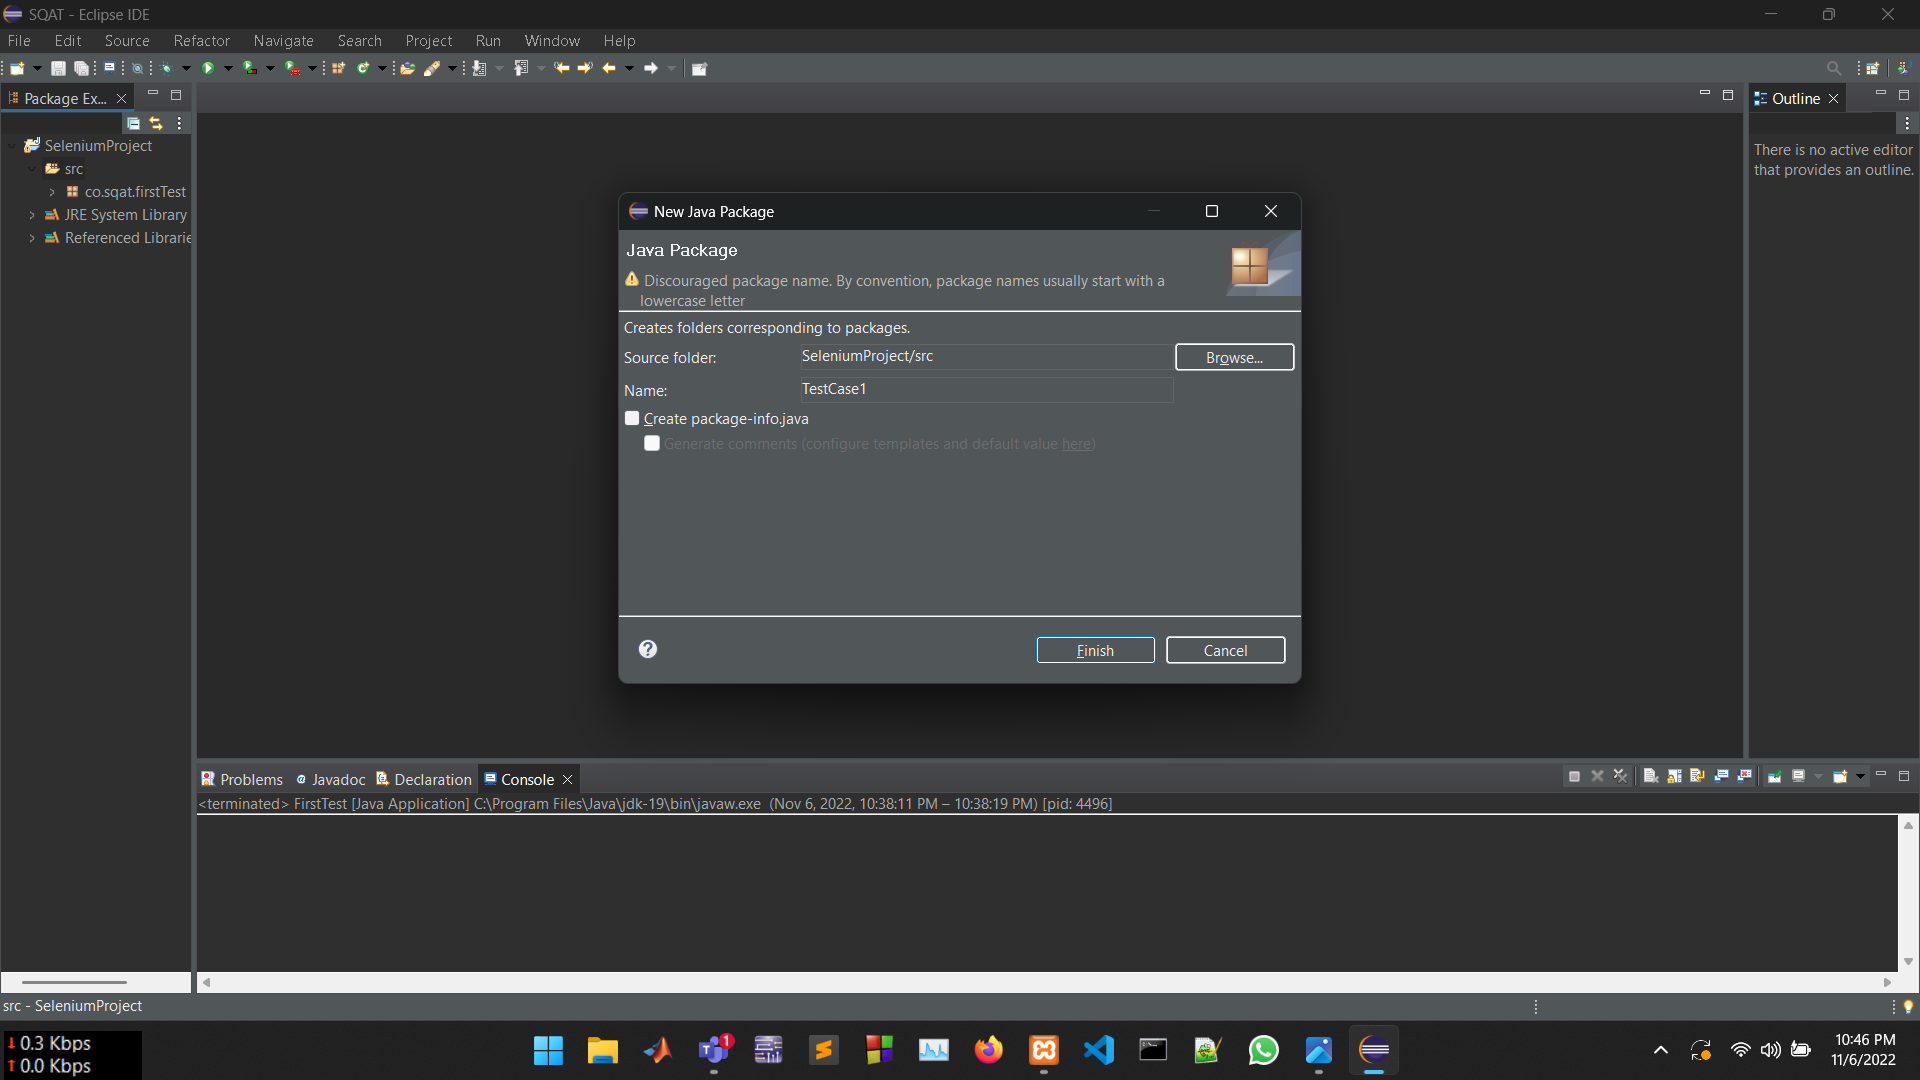 SQAT - Eclipse IDE
File Edit Source Refactor Navigate Search Project Run Window Help
Package Ex...
Outline
SeleniumProject
src
co.sqat.firstTest
JRE System Library
Referenced Librarie
There is no active editor
that provides an outline.
New Java Package
Java Package
Discouraged package name. By convention, package names usually start with a
lowercase letter
Creates folders corresponding to packages.
Source folder: SeleniumProject/src Browse...
Name: TestCase1
Create package-info.java
Generate comments (configure templates and default value here)
Finish Cancel
Problems Javadoc Declaration Console
<terminated> FirstTest [Java Application] C:\Program Files\Java\jdk-19\bin\javaw.exe (Nov 6, 2022, 10:38:11 PM – 10:38:19 PM) [pid: 4496]
src - SeleniumProject
0.3 Kbps
0.0 Kbps
1
10:46 PM
11/6/2022